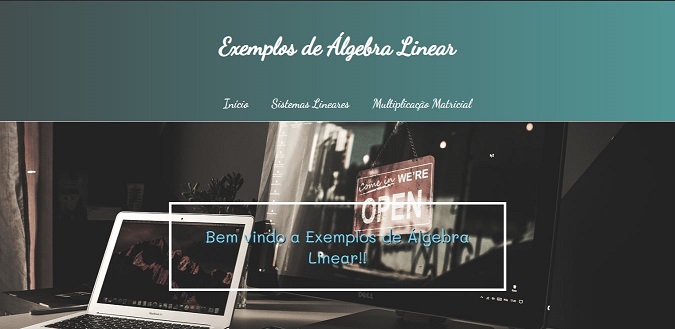 Exemplos de Álgebra Linear
Início Sistemas Lineares Multiplicação Matricial
Come in WE'RE
OPEN
Bem vindo a Exemplos de Álgebra
Linear!!
DELL